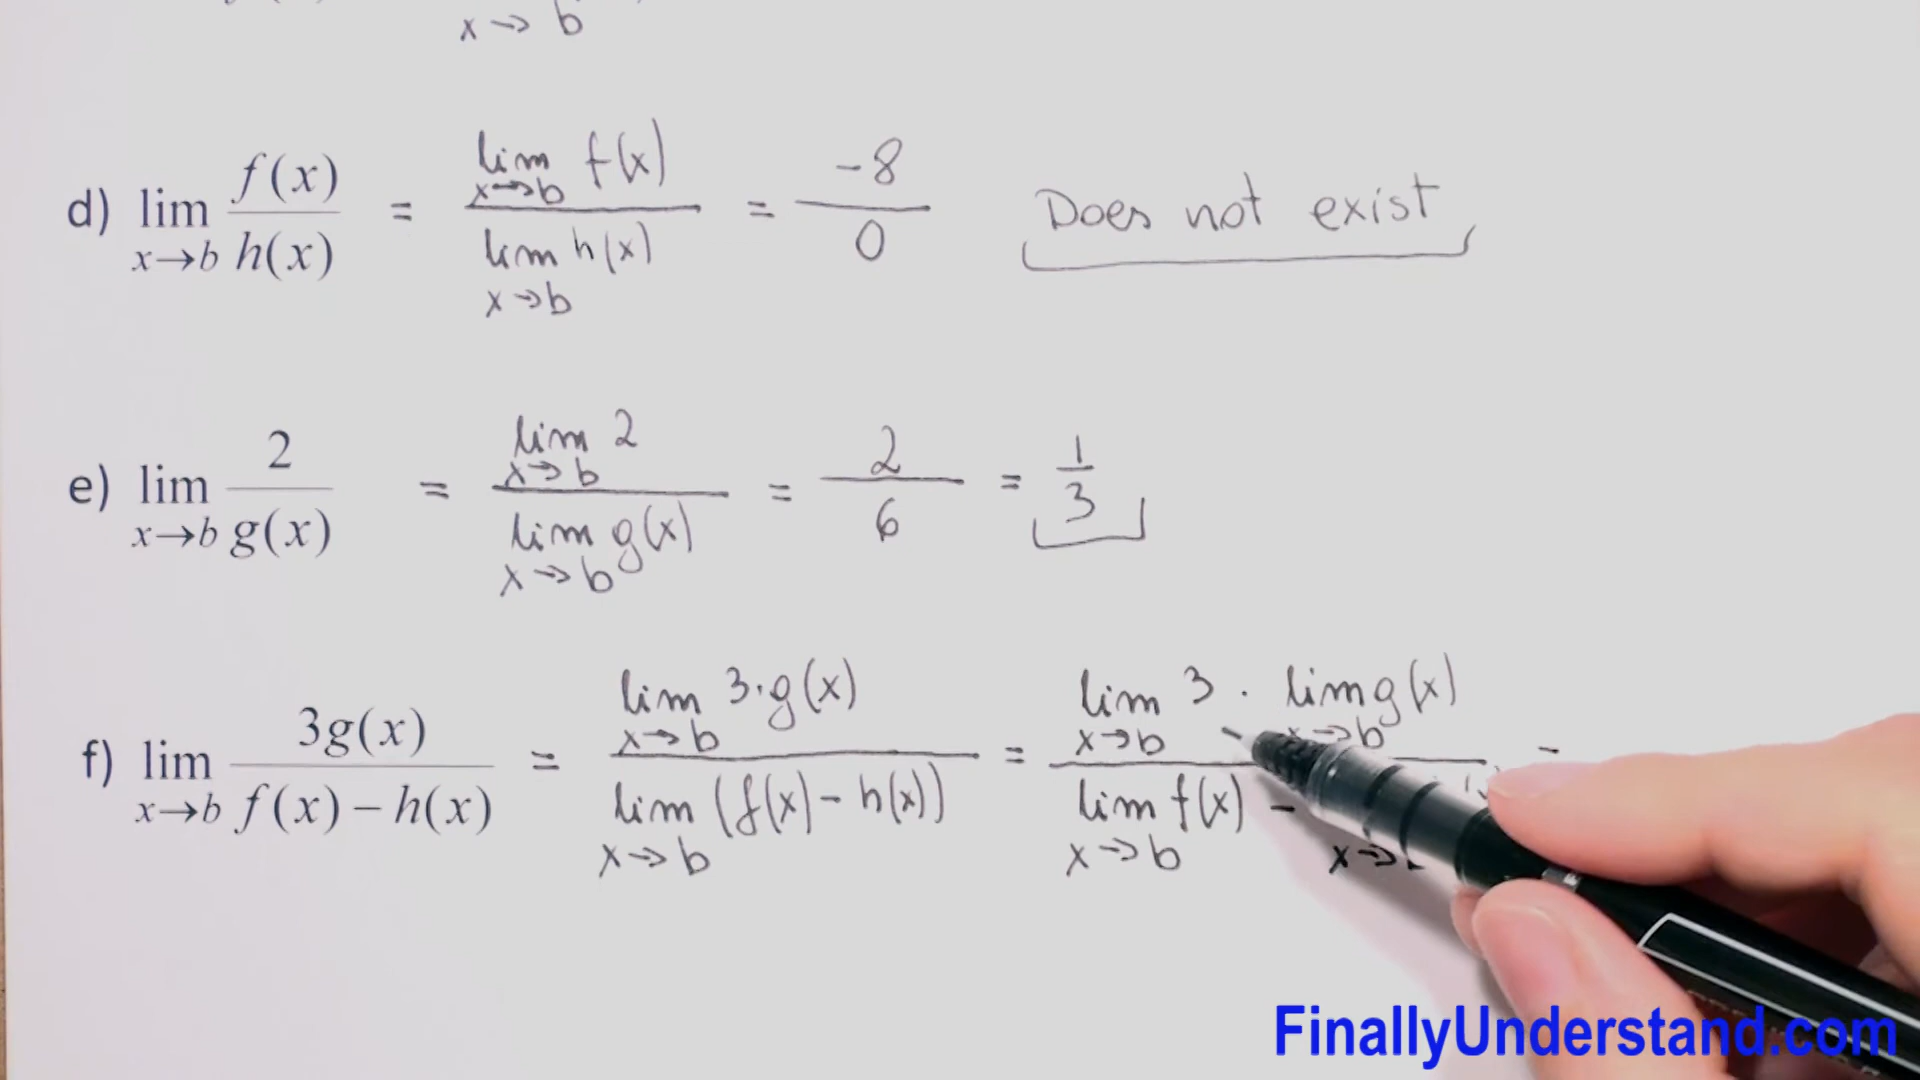 x → b
d) lim x→b f(x)/h(x) = lim x→b f(x) / lim x→b h(x) = -8/0 Does not exist
e) lim x→b 2/g(x) = lim x→b 2 / lim x→b g(x) = 2/6 = 1/3
f) lim x→b 3g(x)/f(x) − h(x) = lim x→b 3·g(x) / lim x→b (f(x) − h(x)) = lim x→b 3 · lim x→b g(x) / lim x→b f(x) − x→
FinallyUnderstand.com